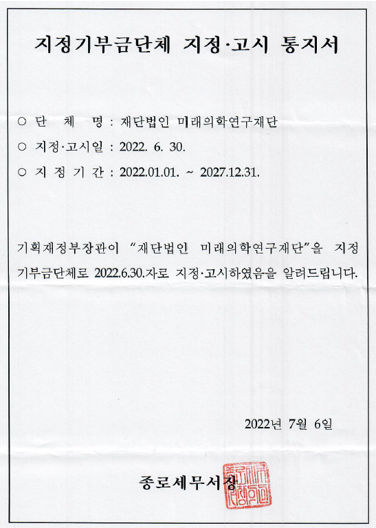 지정기부금단체 지정·고시 통지서
○ 단 체 명 : 재단법인 미래의학연구재단
○ 지정·고시일 : 2022. 6. 30.
○ 지 정 기 간 : 2022.01.01. ~ 2027.12.31.
기획재정부장관이 “재단법인 미래의학연구재단”을 지정
기부금단체로 2022.6.30.자로 지정·고시하였음을 알려드립니다.
2022년 7월 6일
종로세무서장